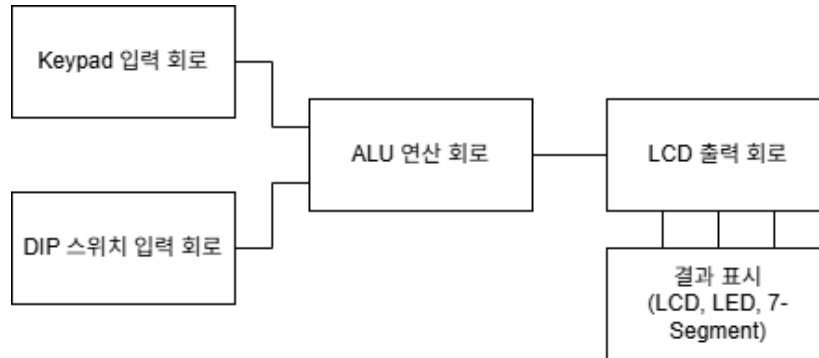 Keypad 입력 회로
ALU 연산 회로
LCD 출력 회로
DIP 스위치 입력 회로
결과 표시
(LCD, LED, 7-
Segment)